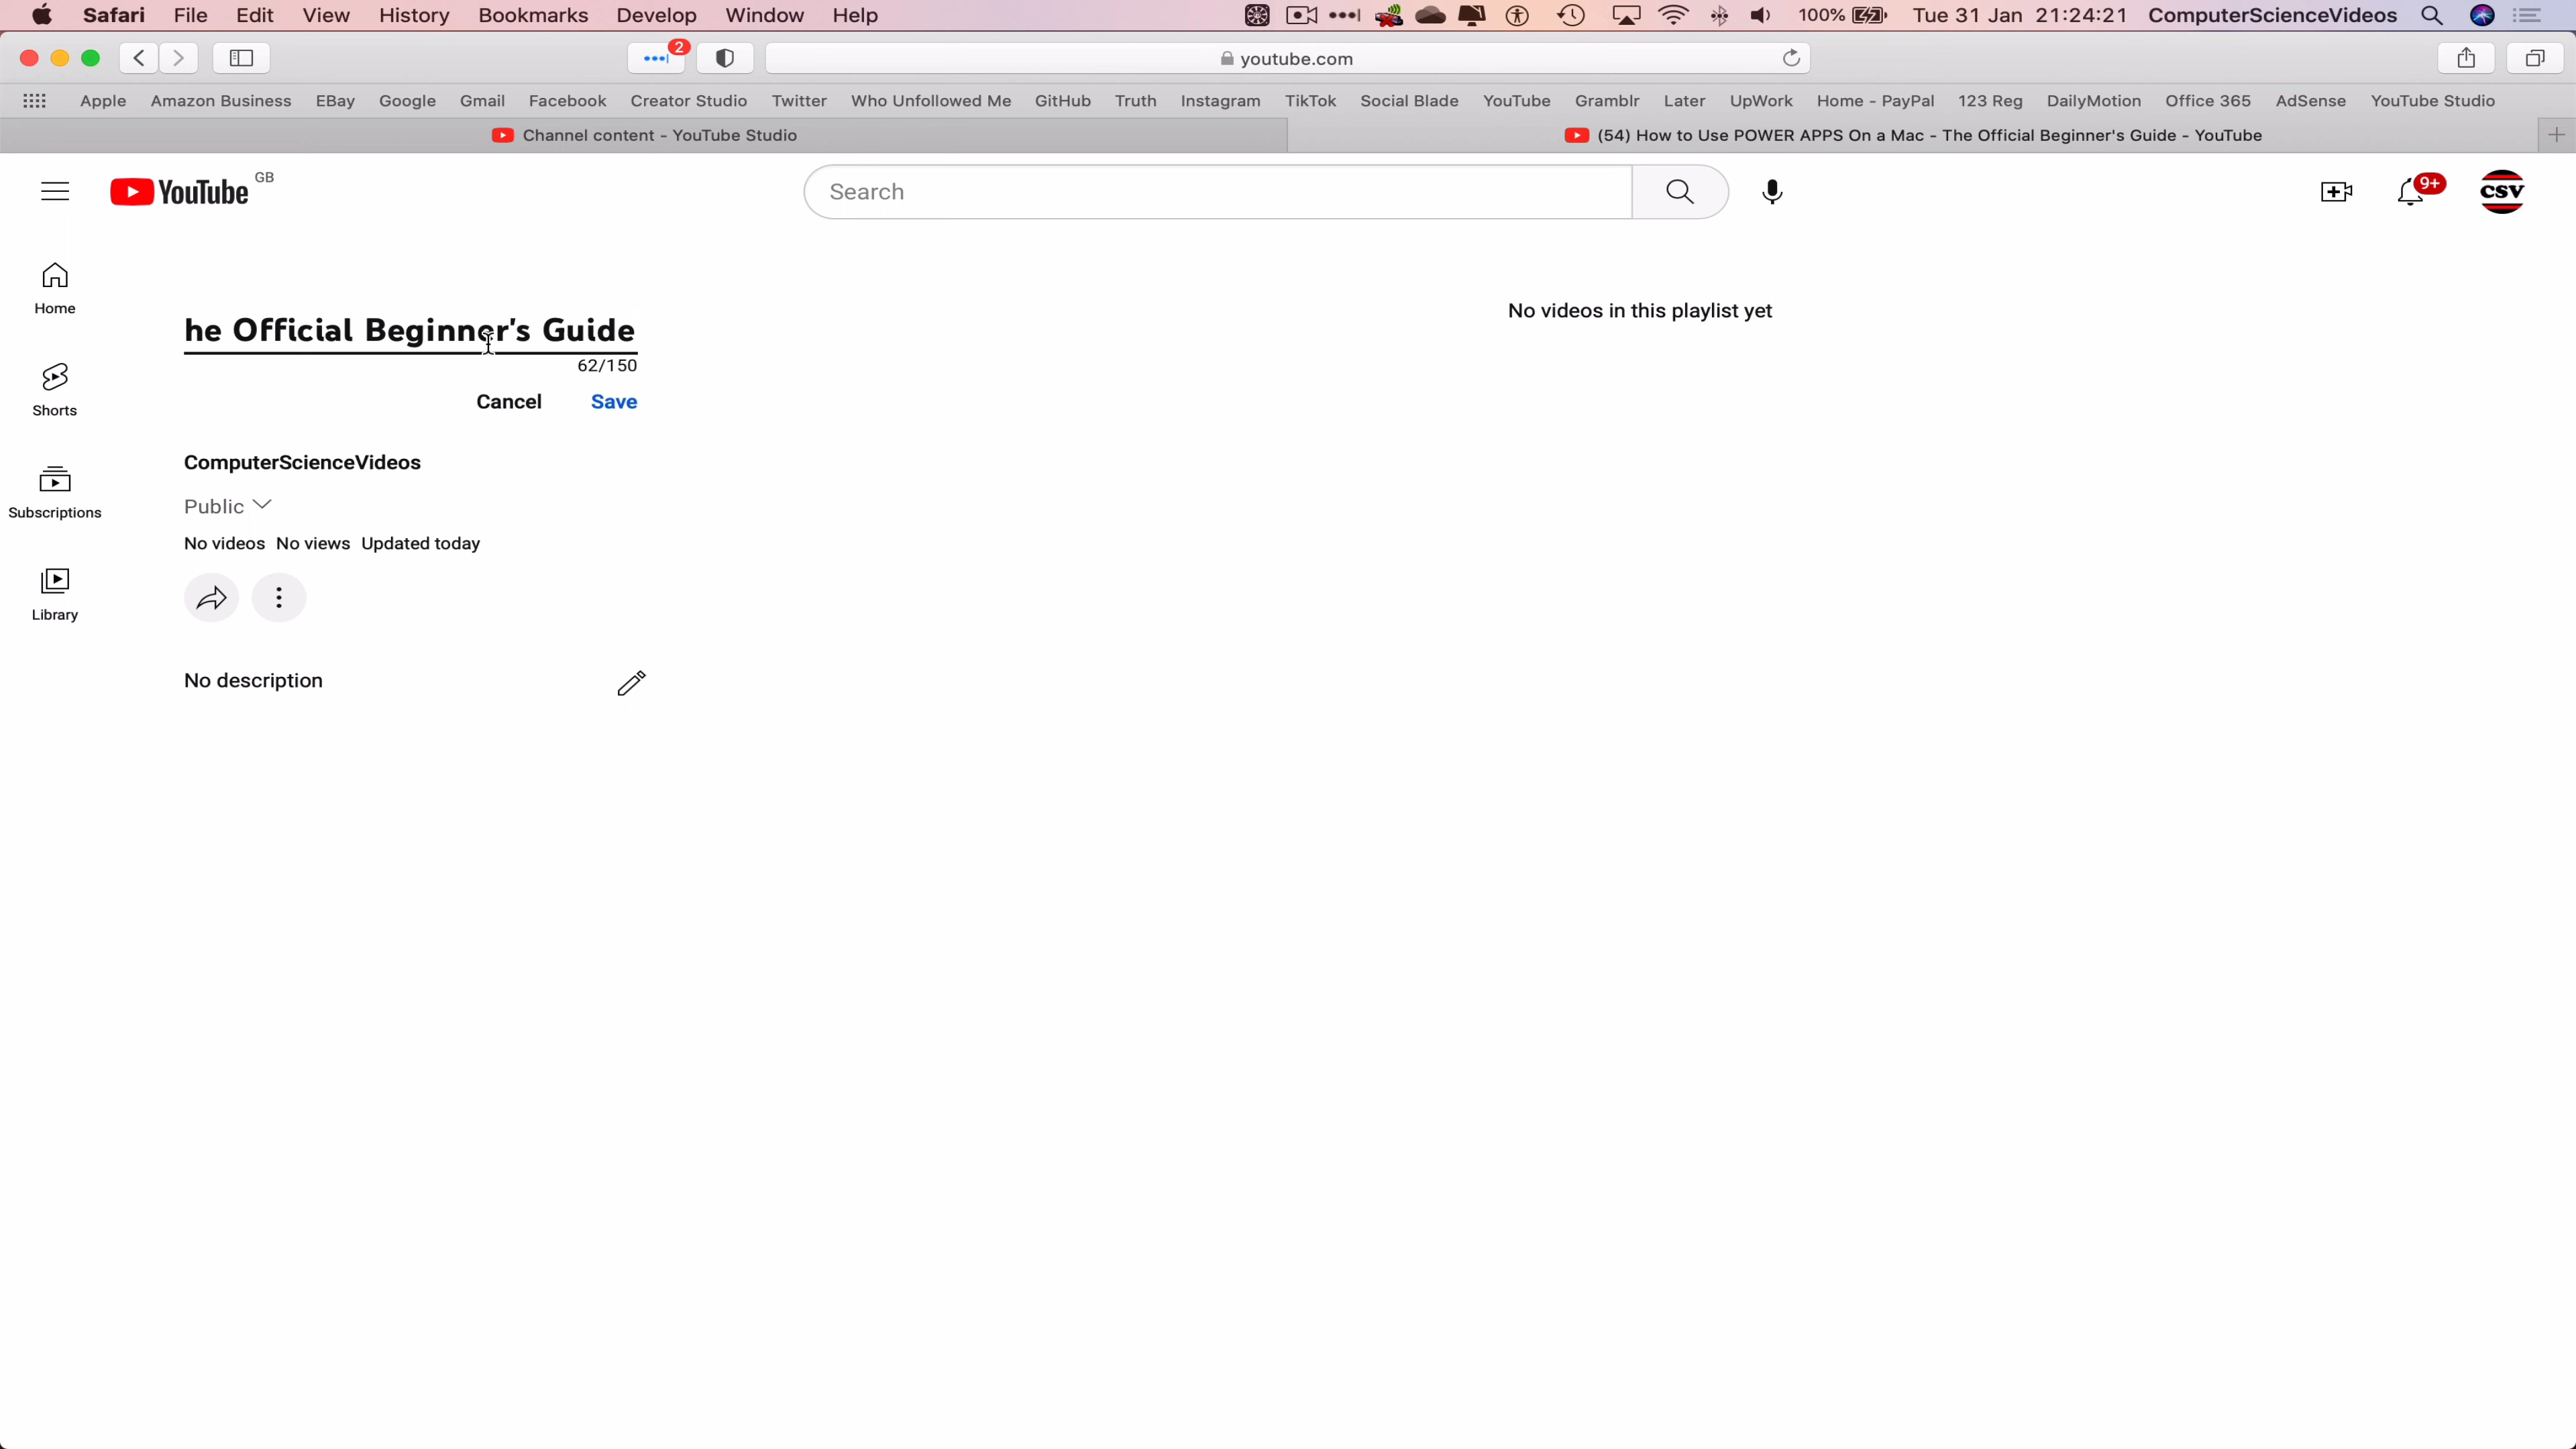 Safari File Edit View History Bookmarks Develop Window Help 100% Tue 31 Jan 21:24:21 ComputerScienceVideos
2
youtube.com
Apple Amazon Business EBay Google Gmail Facebook Creator Studio Twitter Who Unfollowed Me GitHub Truth Instagram TikTok Social Blade YouTube Gramblr Later UpWork Home - PayPal 123 Reg DailyMotion Office 365 AdSense YouTube Studio
Channel content - YouTube Studio (54) How to Use POWER APPS On a Mac - The Official Beginner's Guide - YouTube
YouTube GB Search 9+ CSV
Home
he Official Beginner's Guide
No videos in this playlist yet
62/150
Shorts
Cancel Save
ComputerScienceVideos
Public
Subscriptions
No videos No views Updated today
Library
No description